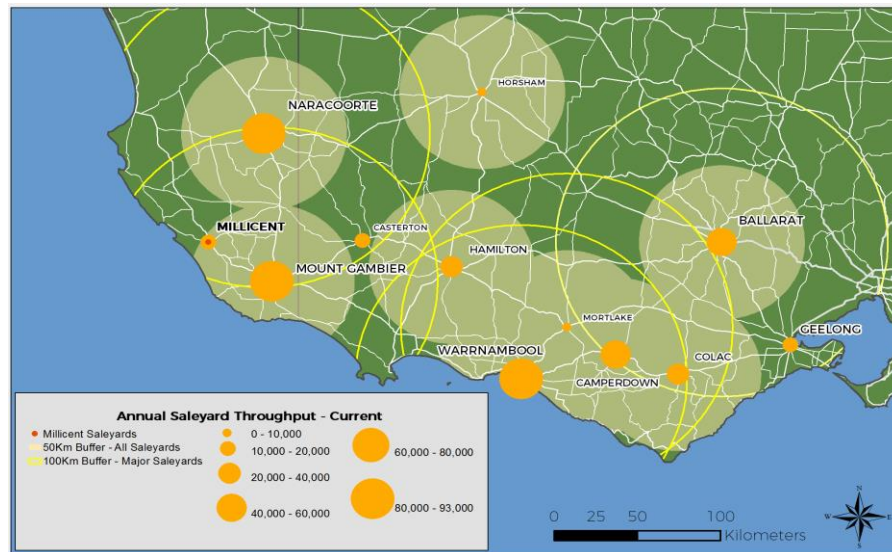 HORSHAM
NARACOORTE
MILLICENT
CASTERTON
BALLARAT
HAMILTON
MOUNT GAMBIER
MORTLAKE
GEELONG
WARRNAMBOOL
COLAC
CAMPERDOWN
Annual Saleyard Throughput - Current
Millicent Saleyards
50Km Buffer - All Saleyards
100Km Buffer - Major Saleyards
0 - 10,000
10,000 - 20,000
20,000 - 40,000
40,000 - 60,000
60,000 - 80,000
80,000 - 93,000
0 25 50 100
Kilometers
N
W E
S